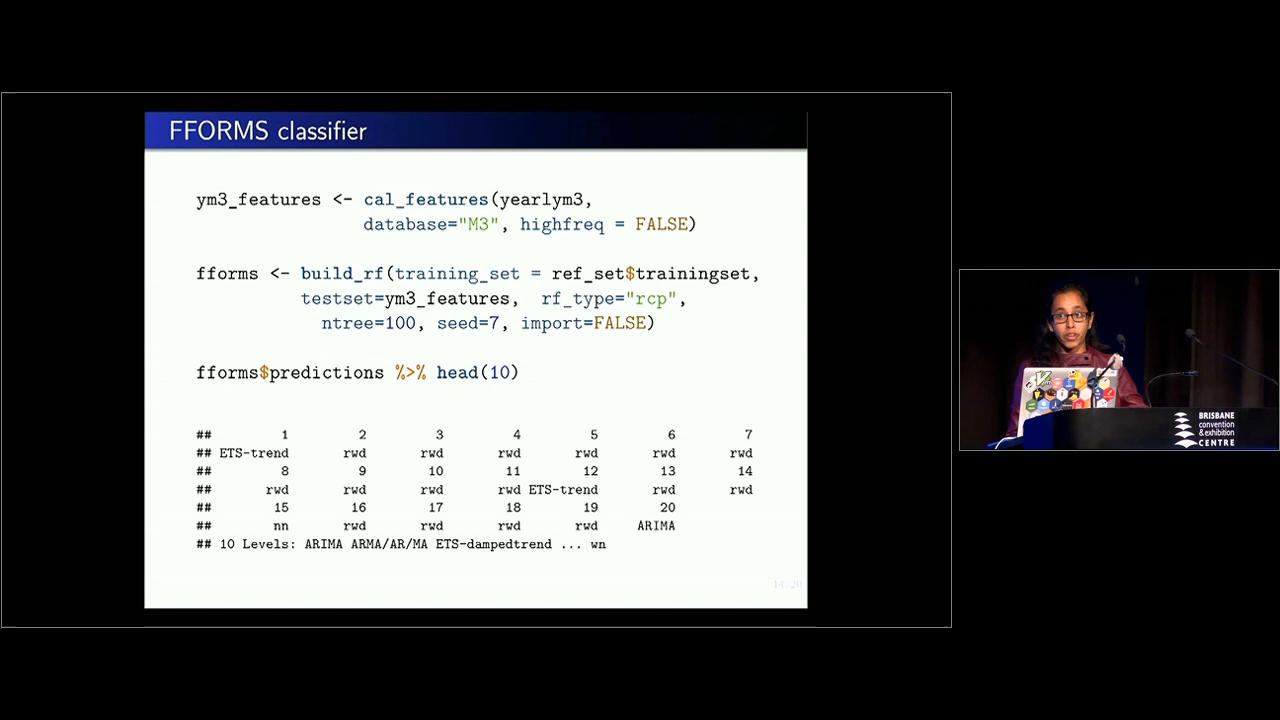 FFORMS classifier
ym3_features <- cal_features(yearlym3,
database="M3", highfreq = FALSE)
fforms <- build_rf(training_set = ref_set$trainingset,
testset=ym3_features, rf_type="rcp",
ntree=100, seed=7, import=FALSE)
fforms$predictions %>% head(10)
## 1 2 3 4 5 6 7
## ETS-trend rwd rwd rwd rwd rwd rwd
## 8 9 10 11 12 13 14
## rwd rwd rwd rwd ETS-trend rwd rwd
## 15 16 17 18 19 20
## nn rwd rwd rwd rwd ARIMA
## 10 Levels: ARIMA ARMA/AR/MA ETS-dampedtrend ... wn
14/20
BRISBANE
convention
& exhibition
CENTRE